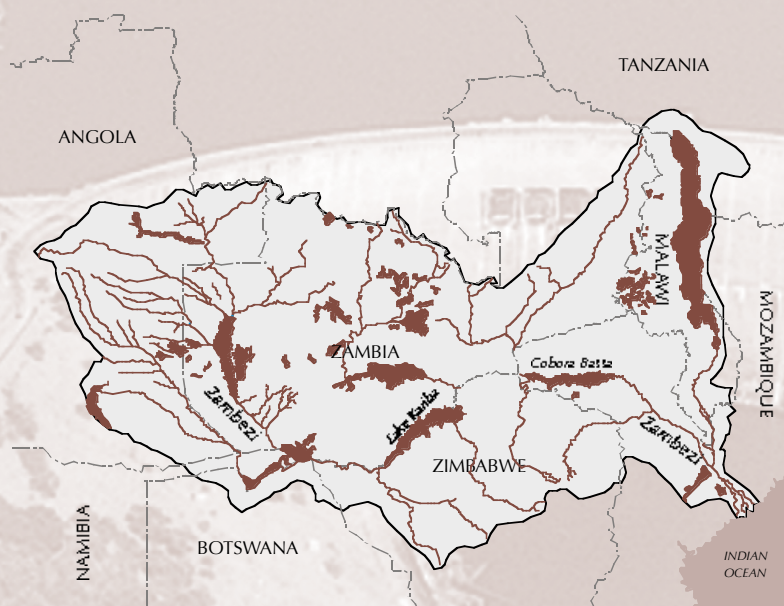 TANZANIA
ANGOLA
MALAWI
MOZAMBIQUE
ZAMBIA
Cobora Bassa
Zambezi
Lake Kariba
Zambezi
ZIMBABWE
NAMIBIA
BOTSWANA
INDIAN
OCEAN